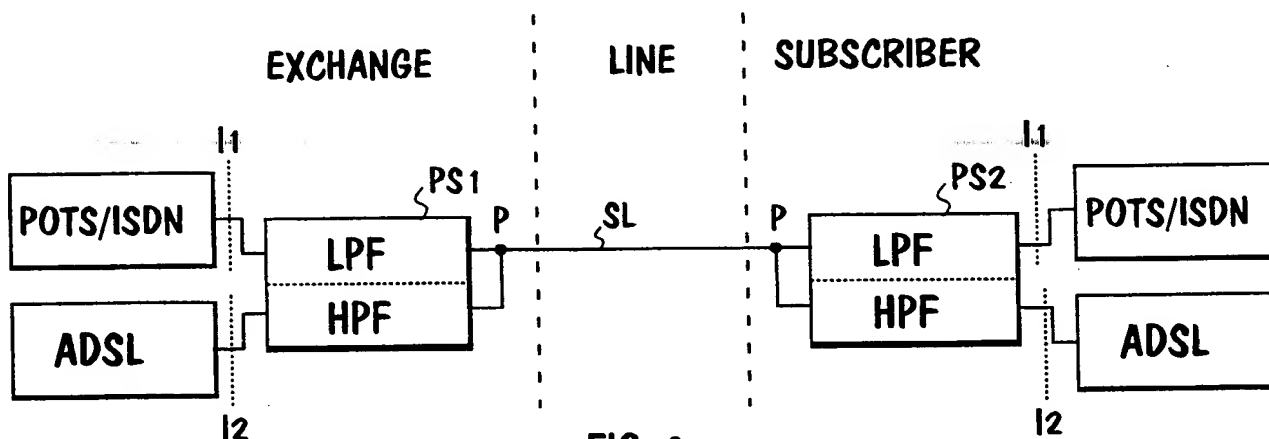 EXCHANGE
LINE
SUBSCRIBER
I1
PS1
P
SL
P
PS2
I1
POTS/ISDN
LPF
HPF
ADSL
I2
LPF
HPF
POTS/ISDN
ADSL
I2